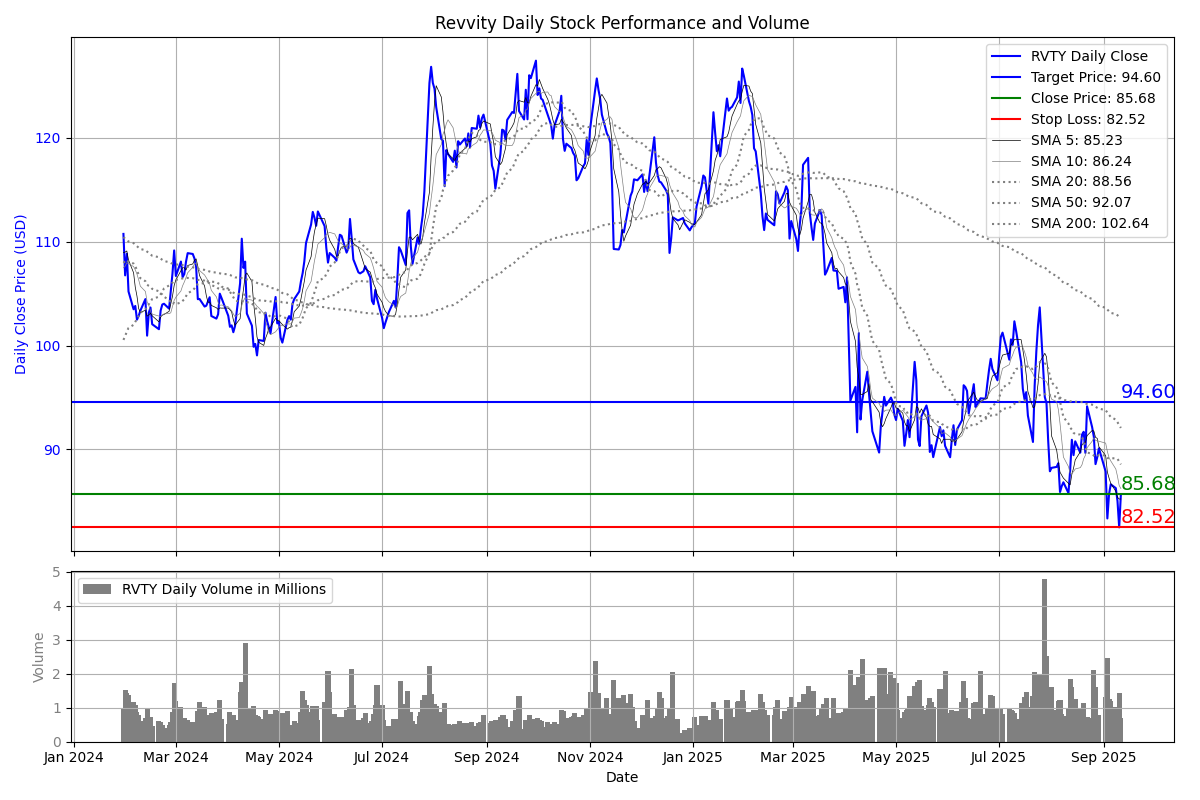 Revvity Daily Stock Performance and Volume
Daily Close Price (USD)
120
110
100
90
RVTY Daily Close
Target Price: 94.60
Close Price: 85.68
Stop Loss: 82.52
SMA 5: 85.23
SMA 10: 86.24
SMA 20: 88.56
SMA 50: 92.07
SMA 200: 102.64
94.60
85.68
82.52
Volume
5
4
3
2
1
0
RVTY Daily Volume in Millions
Jan 2024 Mar 2024 May 2024 Jul 2024 Sep 2024 Nov 2024 Jan 2025 Mar 2025 May 2025 Jul 2025 Sep 2025
Date